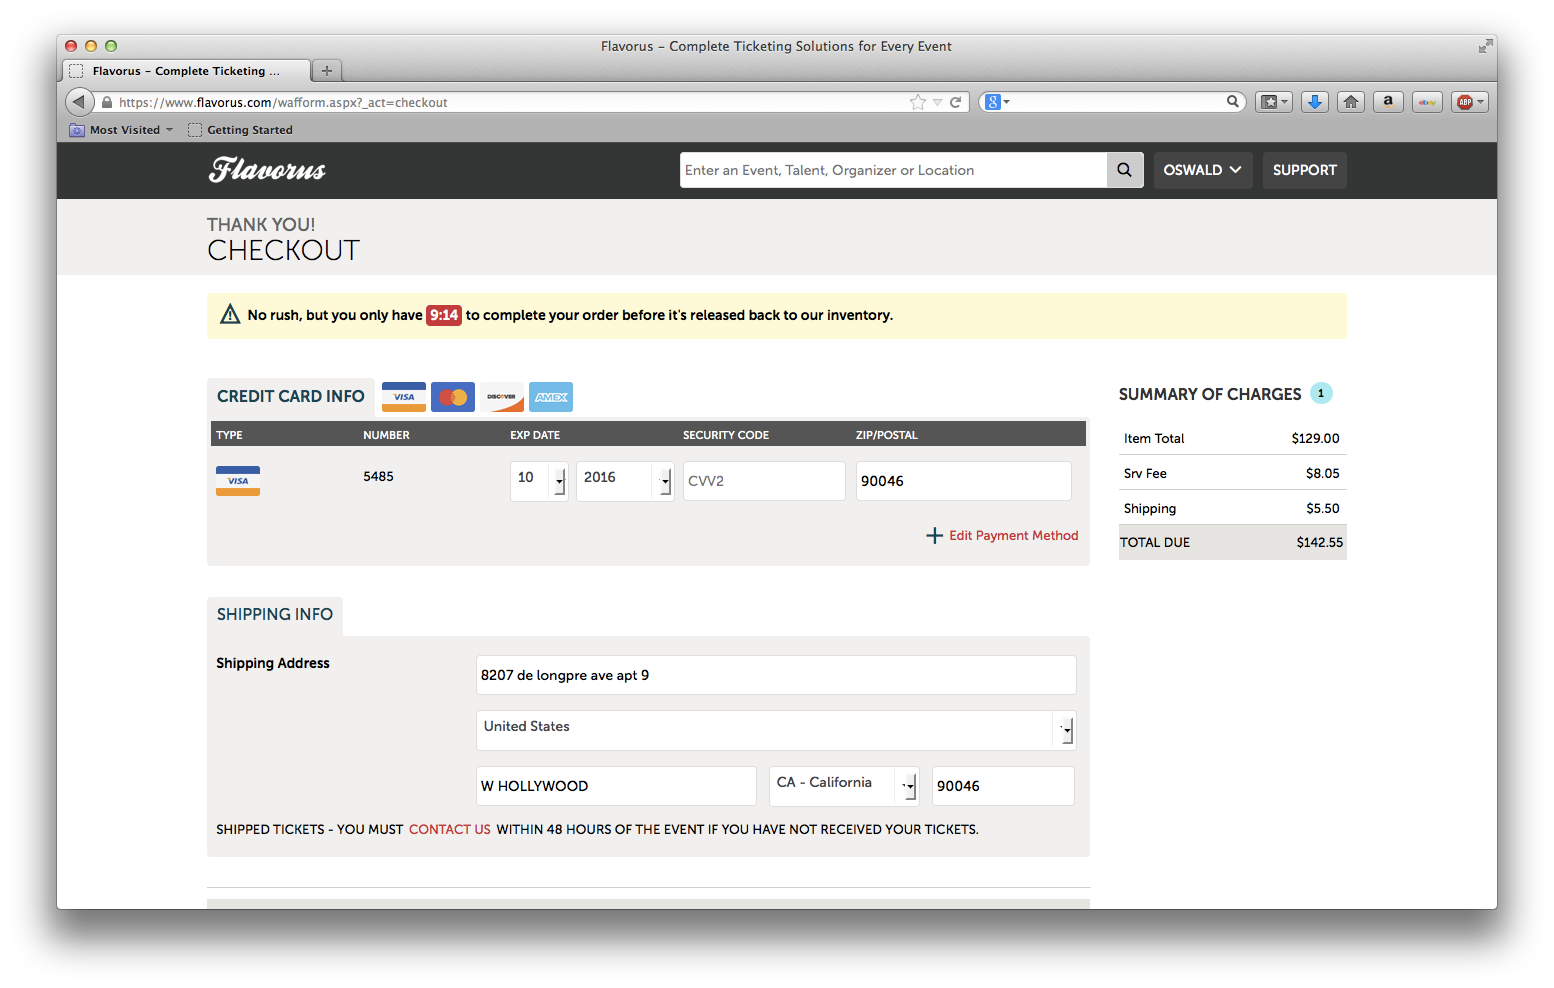 Flavorus – Complete Ticketing Solutions for Every Event
Flavorus – Complete Ticketing ...
https://www.flavorus.com/wafform.aspx?_act=checkout
8
a
ebay
ABP
Most Visited
Getting Started
Flavorus
Enter an Event, Talent, Organizer or Location
OSWALD
SUPPORT
THANK YOU!
CHECKOUT
No rush, but you only have 9:14 to complete your order before it's released back to our inventory.
CREDIT CARD INFO
VISA
DISCOVER
AMEX
SUMMARY OF CHARGES 1
TYPE NUMBER EXP DATE SECURITY CODE ZIP/POSTAL
VISA 5485 10 2016 CVV2 90046
Edit Payment Method
Item Total $129.00
Srv Fee $8.05
Shipping $5.50
TOTAL DUE $142.55
SHIPPING INFO
Shipping Address
8207 de longpre ave apt 9
United States
W HOLLYWOOD CA - California 90046
SHIPPED TICKETS - YOU MUST CONTACT US WITHIN 48 HOURS OF THE EVENT IF YOU HAVE NOT RECEIVED YOUR TICKETS.